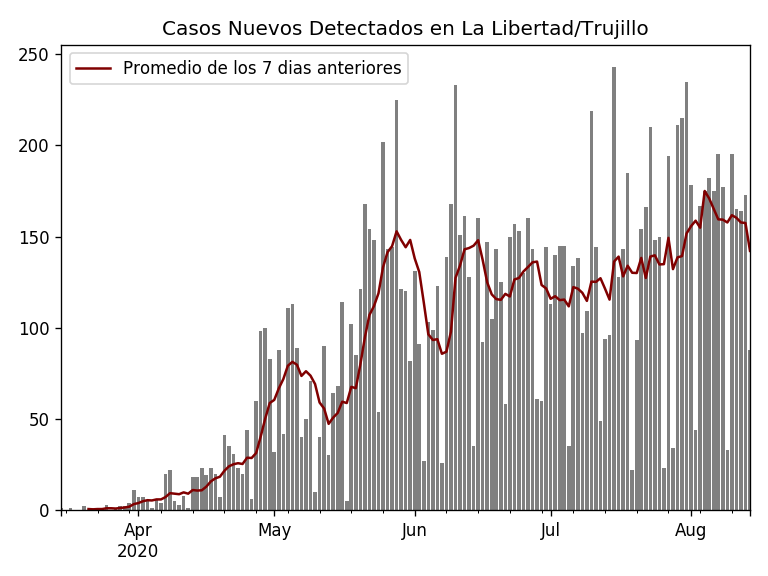 Casos Nuevos Detectados en La Libertad/Trujillo
Promedio de los 7 dias anteriores
250
200
150
100
50
0
Apr
2020
May
Jun
Jul
Aug